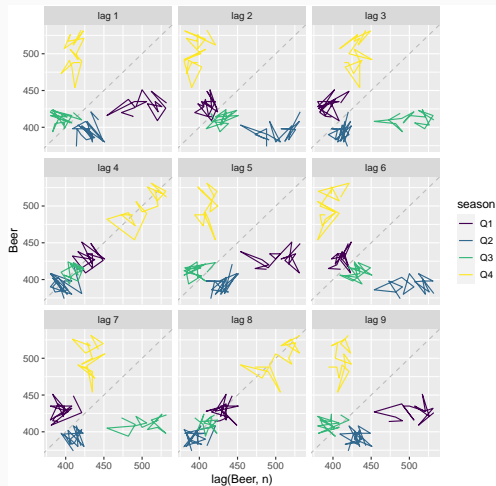 lag 1 lag 2 lag 3
500
450
400
lag 4 lag 5 lag 6
500
450
400
lag 7 lag 8 lag 9
500
450
400
400 450 500 400 450 500 400 450 500
Beer
lag(Beer, n)
season
Q1
Q2
Q3
Q4